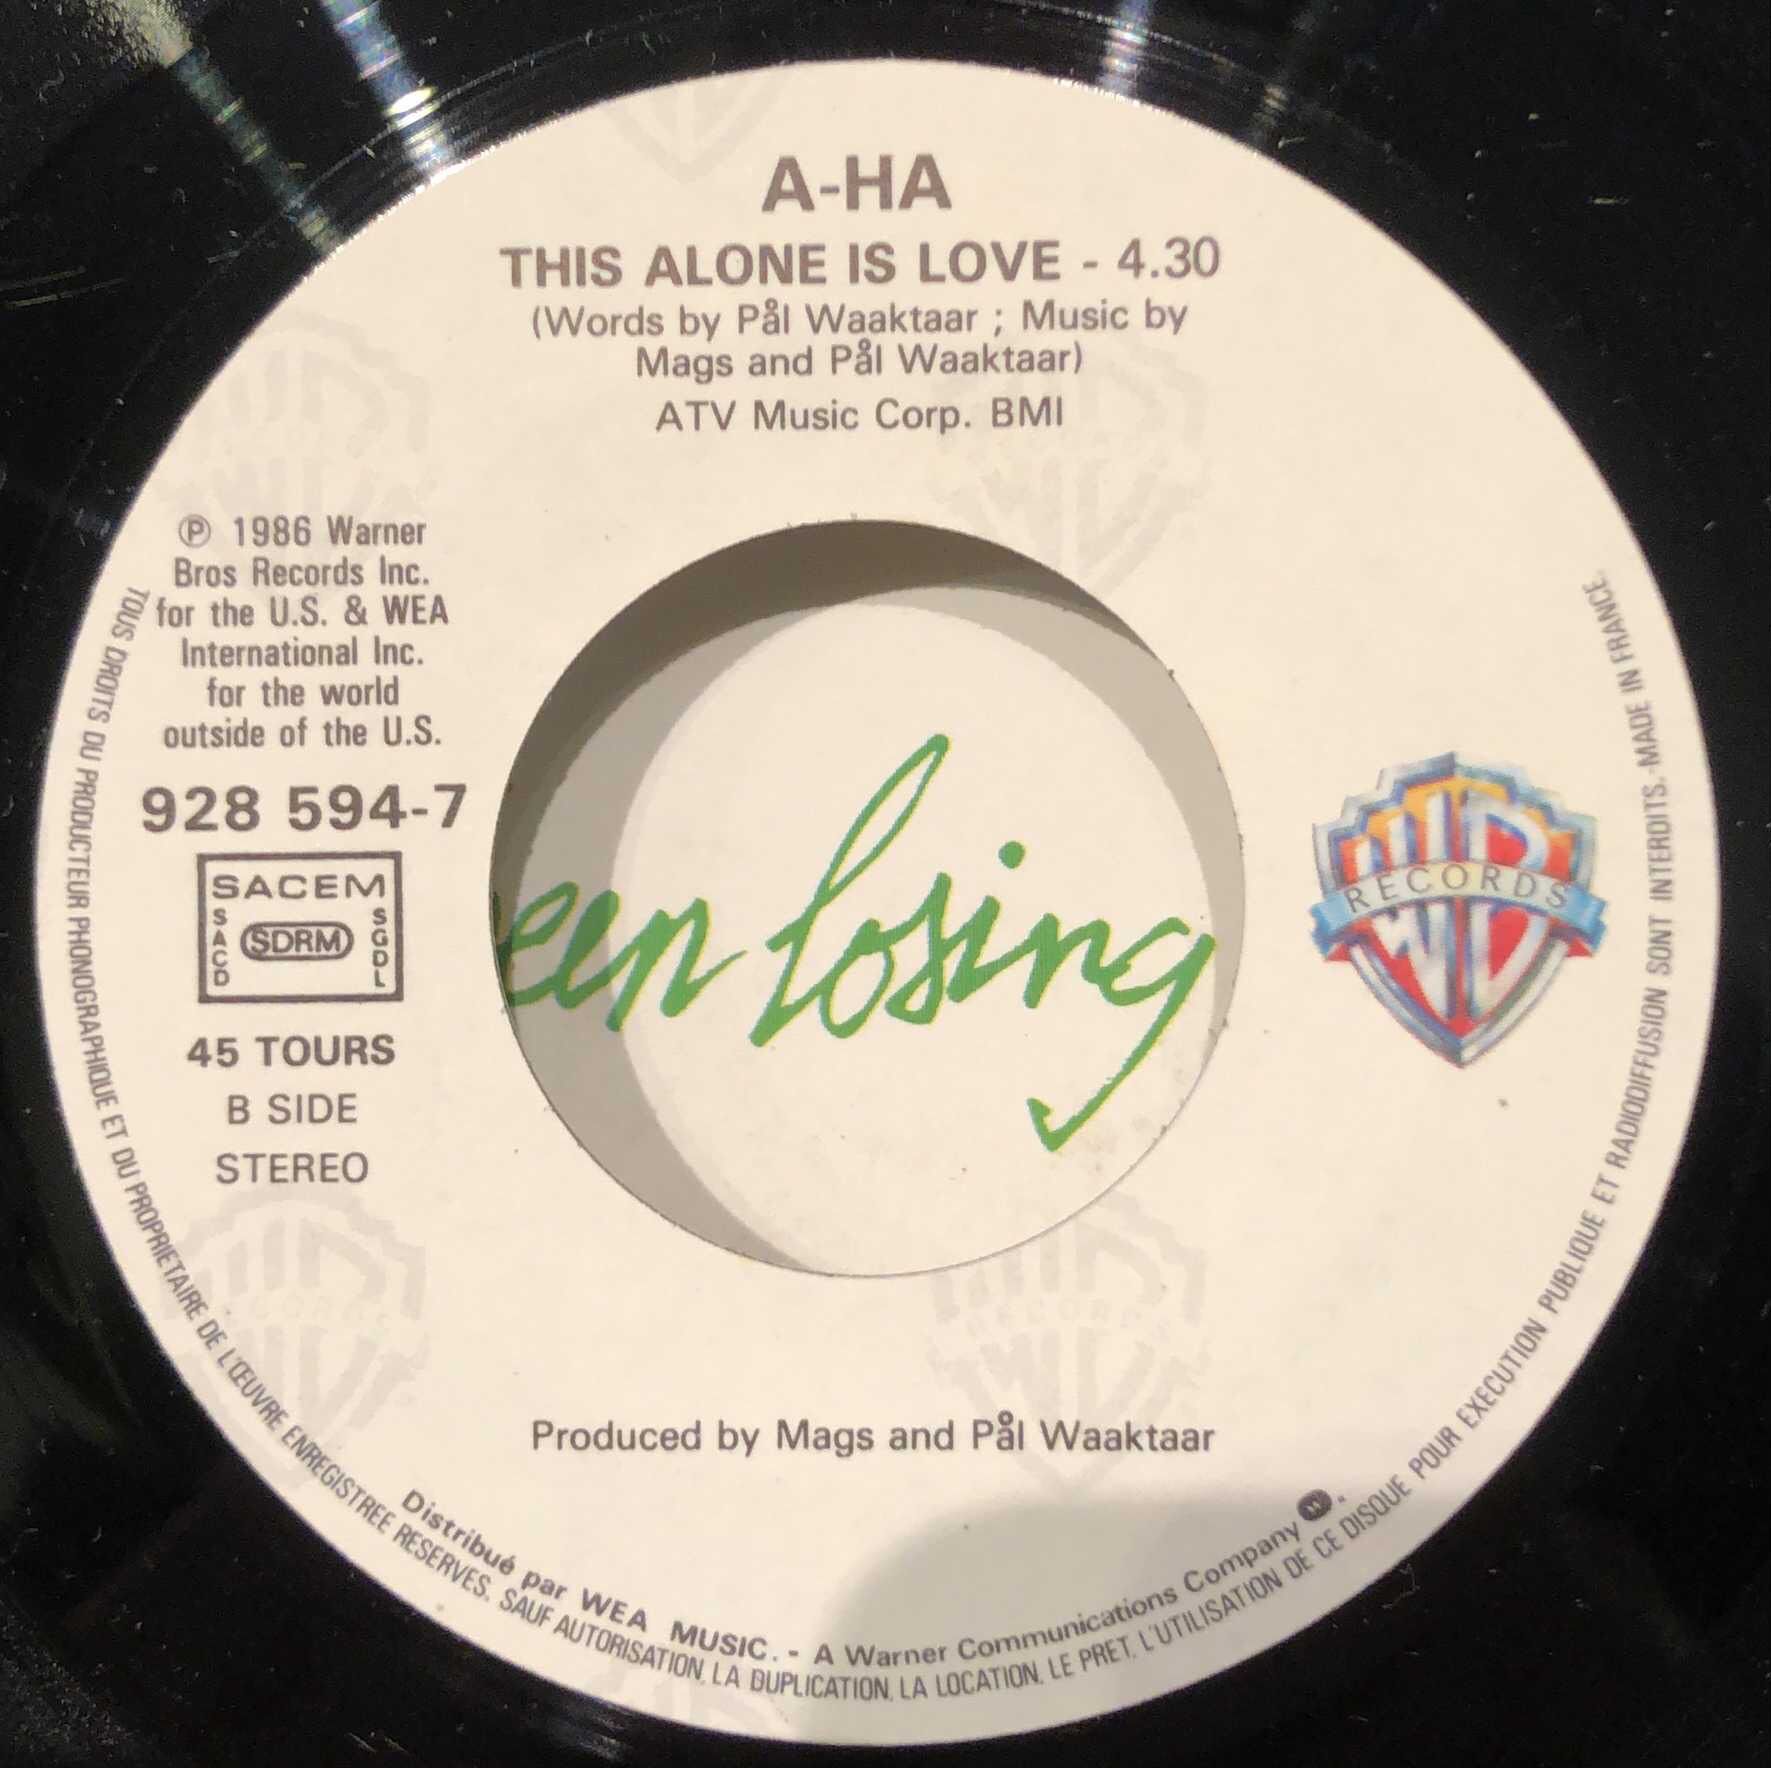 A-HA
THIS ALONE IS LOVE - 4.30
(Words by Pål Waaktaar ; Music by
Mags and Pål Waaktaar)
ATV Music Corp. BMI
℗ 1986 Warner
Bros Records Inc.
for the U.S. & WEA
International Inc.
for the world
outside of the U.S.
928 594-7
SACEM
SACD
SDRM
SGDL
45 TOURS
B SIDE
STEREO
een losing
WB
RECORDS
Produced by Mags and Pål Waaktaar
Distribué par WEA MUSIC. - A Warner Communications Company W.
TOUS DROITS DU PRODUCTEUR PHONOGRAPHIQUE ET DU PROPRIETAIRE DE L'ŒUVRE ENREGISTREE RESERVES. SAUF AUTORISATION, LA DUPLICATION, LA LOCATION, LE PRET, L'UTILISATION DE CE DISQUE POUR EXECUTION PUBLIQUE ET RADIODIFFUSION SONT INTERDITS.-MADE IN FRANCE.